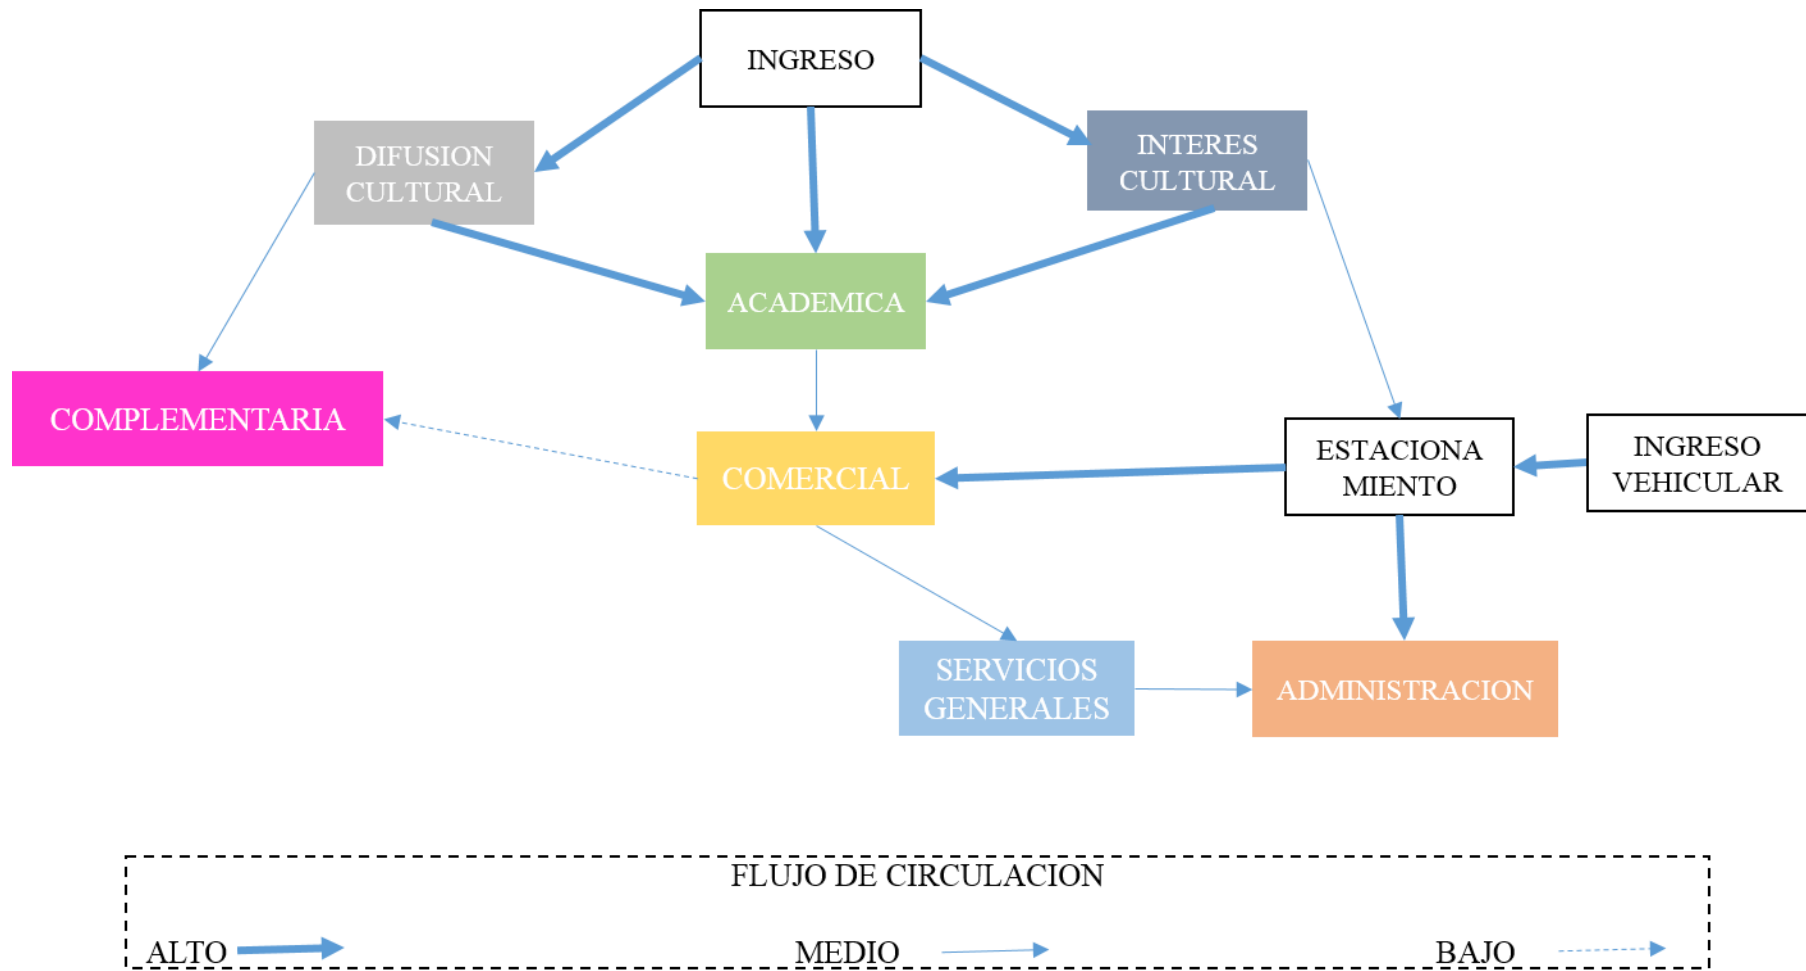 INGRESO
DIFUSION
CULTURAL
INTERES
CULTURAL
ACADEMICA
COMPLEMENTARIA
COMERCIAL
ESTACIONA
MIENTO
INGRESO
VEHICULAR
SERVICIOS
GENERALES
ADMINISTRACION
FLUJO DE CIRCULACION
ALTO
MEDIO
BAJO